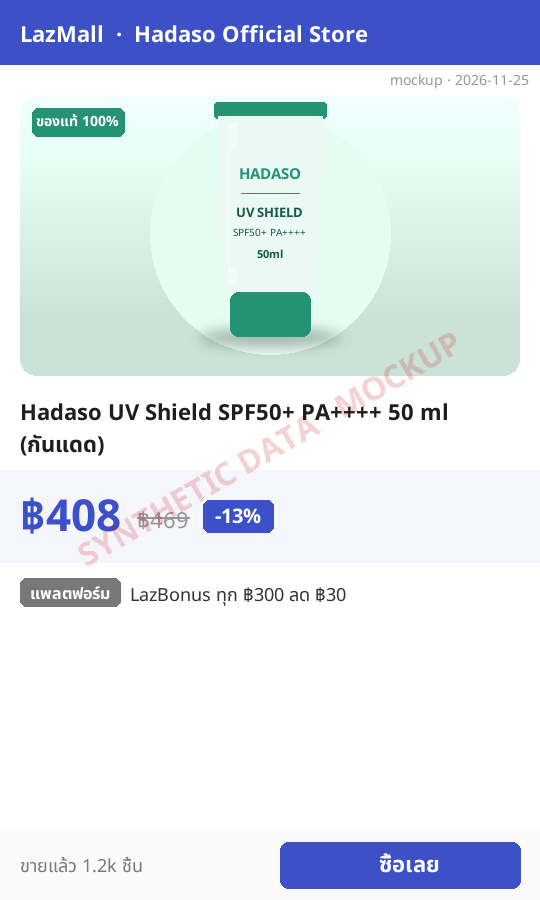 LazMall · Hadaso Official Store
mockup · 2026-11-25
ของแท้ 100%
HADASO
UV SHIELD
SPF50+ PA++++
50ml
Hadaso UV Shield SPF50+ PA++++ 50 ml
(กันแดด)
฿408 ฿469 -13%
SYNTHETIC DATA · MOCKUP
แพลตฟอร์ม LazBonus ทุก ฿300 ลด ฿30
ขายแล้ว 1.2k ชิ้น
ซื้อเลย